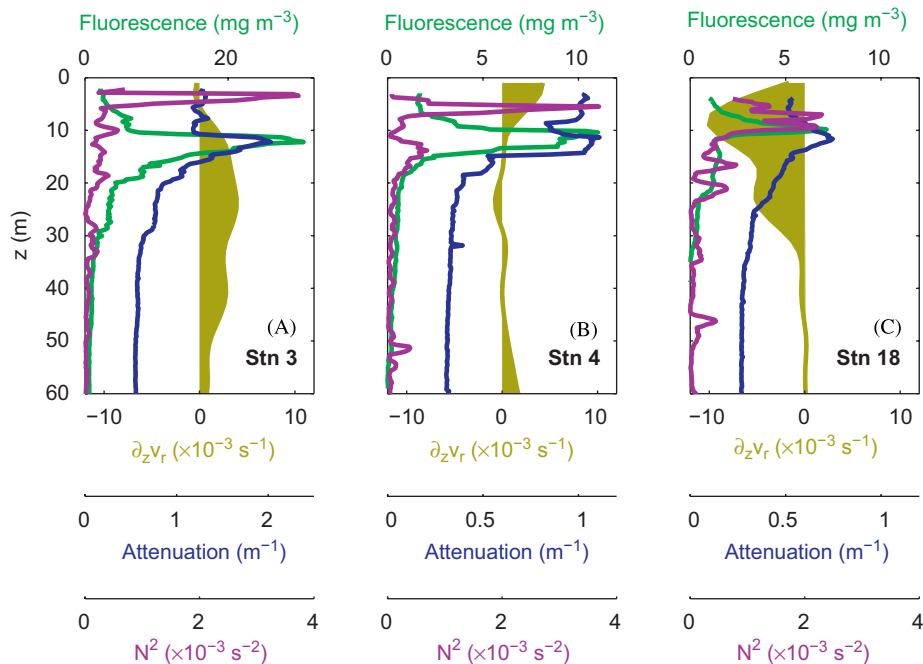 Fluorescence (mg m⁻³) Fluorescence (mg m⁻³) Fluorescence (mg m⁻³)
0 10 20 0 5 10 0 5 10
0
10
20
30
40
50
60
z (m)
(A) (B) (C)
Stn 3 Stn 4 Stn 18
−10 0 10 −10 0 10 −10 0 10
∂zvr (×10⁻³ s⁻¹) ∂zvr (×10⁻³ s⁻¹) ∂zvr (×10⁻³ s⁻¹)
0 1 2 0 0.5 1 0 0.5 1
Attenuation (m⁻¹) Attenuation (m⁻¹) Attenuation (m⁻¹)
0 2 4 0 2 4 0 2 4
N² (×10⁻³ s⁻²) N² (×10⁻³ s⁻²) N² (×10⁻³ s⁻²)